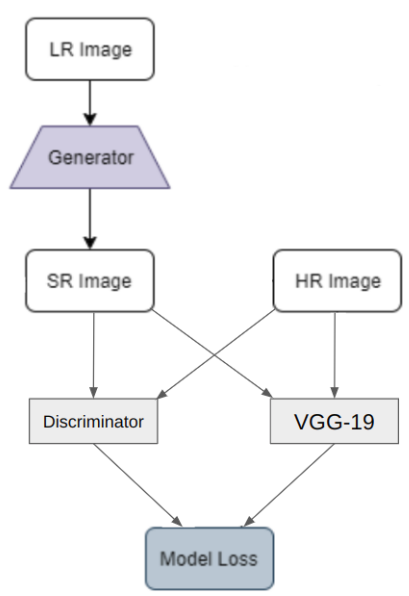 LR Image
Generator
SR Image
HR Image
Discriminator
VGG-19
Model Loss